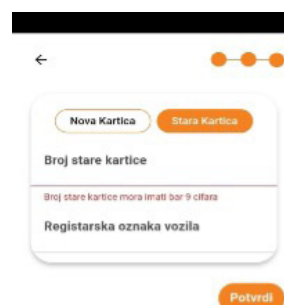 Nova Kartica
Stara Kartica
Broj stare kartice
Broj stare kartice mora imati bar 9 cifara
Registarska oznaka vozila
Potvrdi